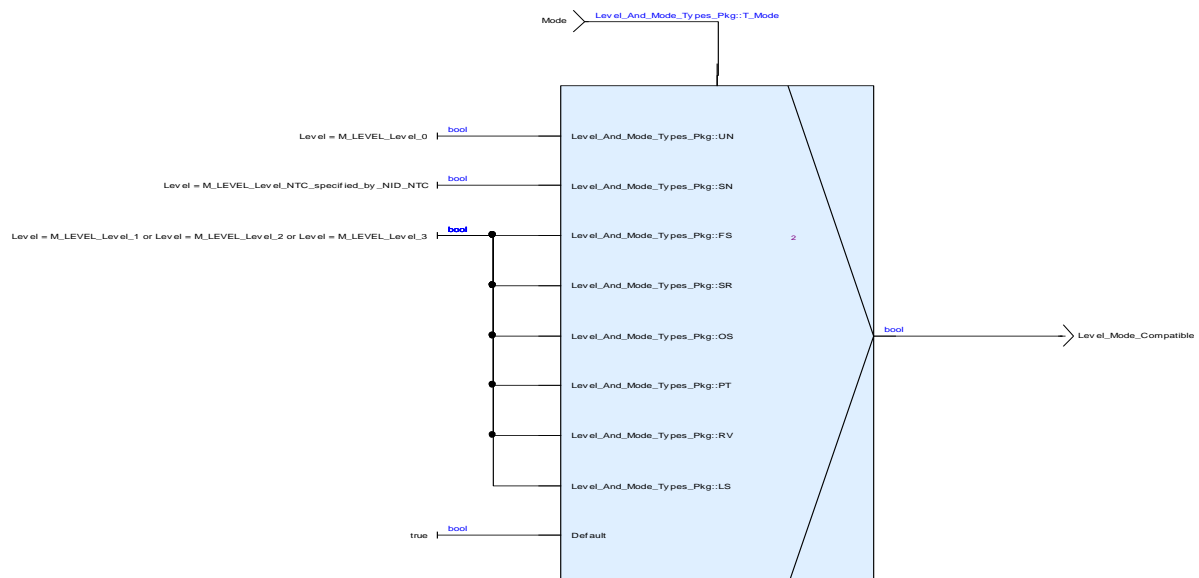 Level_And_Mode_Types_Pkg::T_Mode
Mode
bool
Level = M_LEVEL_Level_0
Level_And_Mode_Types_Pkg::UN
bool
Level = M_LEVEL_Level_NTC_specified_by_NID_NTC
Level_And_Mode_Types_Pkg::SN
bool
Level = M_LEVEL_Level_1 or Level = M_LEVEL_Level_2 or Level = M_LEVEL_Level_3
Level_And_Mode_Types_Pkg::FS
2
Level_And_Mode_Types_Pkg::SR
bool
Level_And_Mode_Types_Pkg::OS
Level_Mode_Compatible
Level_And_Mode_Types_Pkg::PT
Level_And_Mode_Types_Pkg::RV
Level_And_Mode_Types_Pkg::LS
bool
true
Default